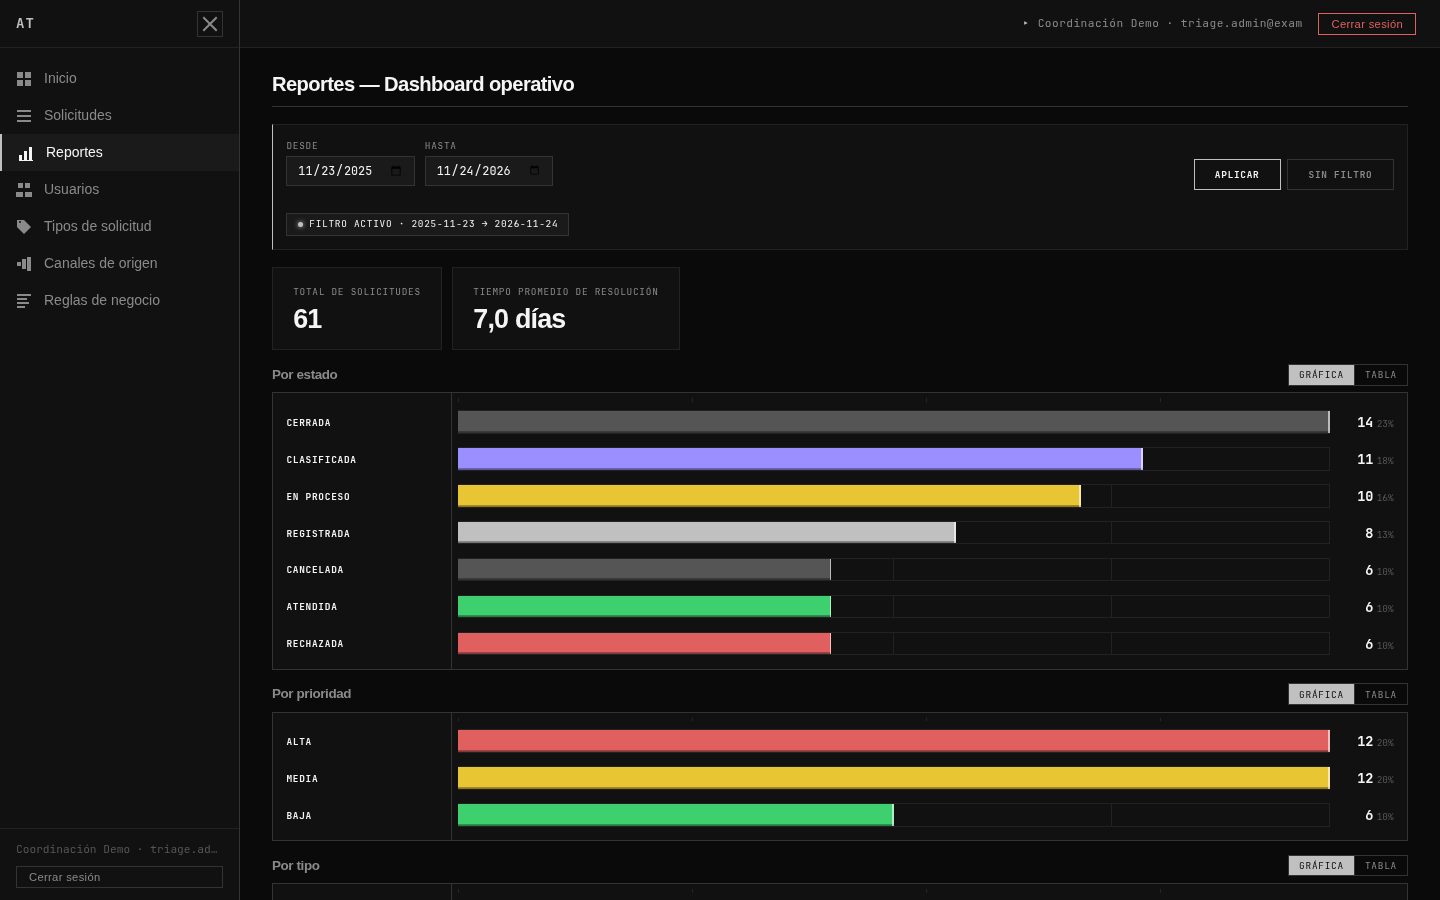 AT
▸ Coordinación Demo · triage.admin@exam
Cerrar sesión
Inicio
Solicitudes
Reportes
Usuarios
Tipos de solicitud
Canales de origen
Reglas de negocio
Coordinación Demo · triage.ad…
Cerrar sesión
Reportes — Dashboard operativo
DESDE HASTA
11/23/2025 11/24/2026
APLICAR SIN FILTRO
FILTRO ACTIVO · 2025-11-23 → 2026-11-24
TOTAL DE SOLICITUDES
61
TIEMPO PROMEDIO DE RESOLUCIÓN
7,0 días
Por estado
GRÁFICA TABLA
CERRADA 14 23%
CLASIFICADA 11 18%
EN PROCESO 10 16%
REGISTRADA 8 13%
CANCELADA 6 10%
ATENDIDA 6 10%
RECHAZADA 6 10%
Por prioridad
GRÁFICA TABLA
ALTA 12 20%
MEDIA 12 20%
BAJA 6 10%
Por tipo
GRÁFICA TABLA